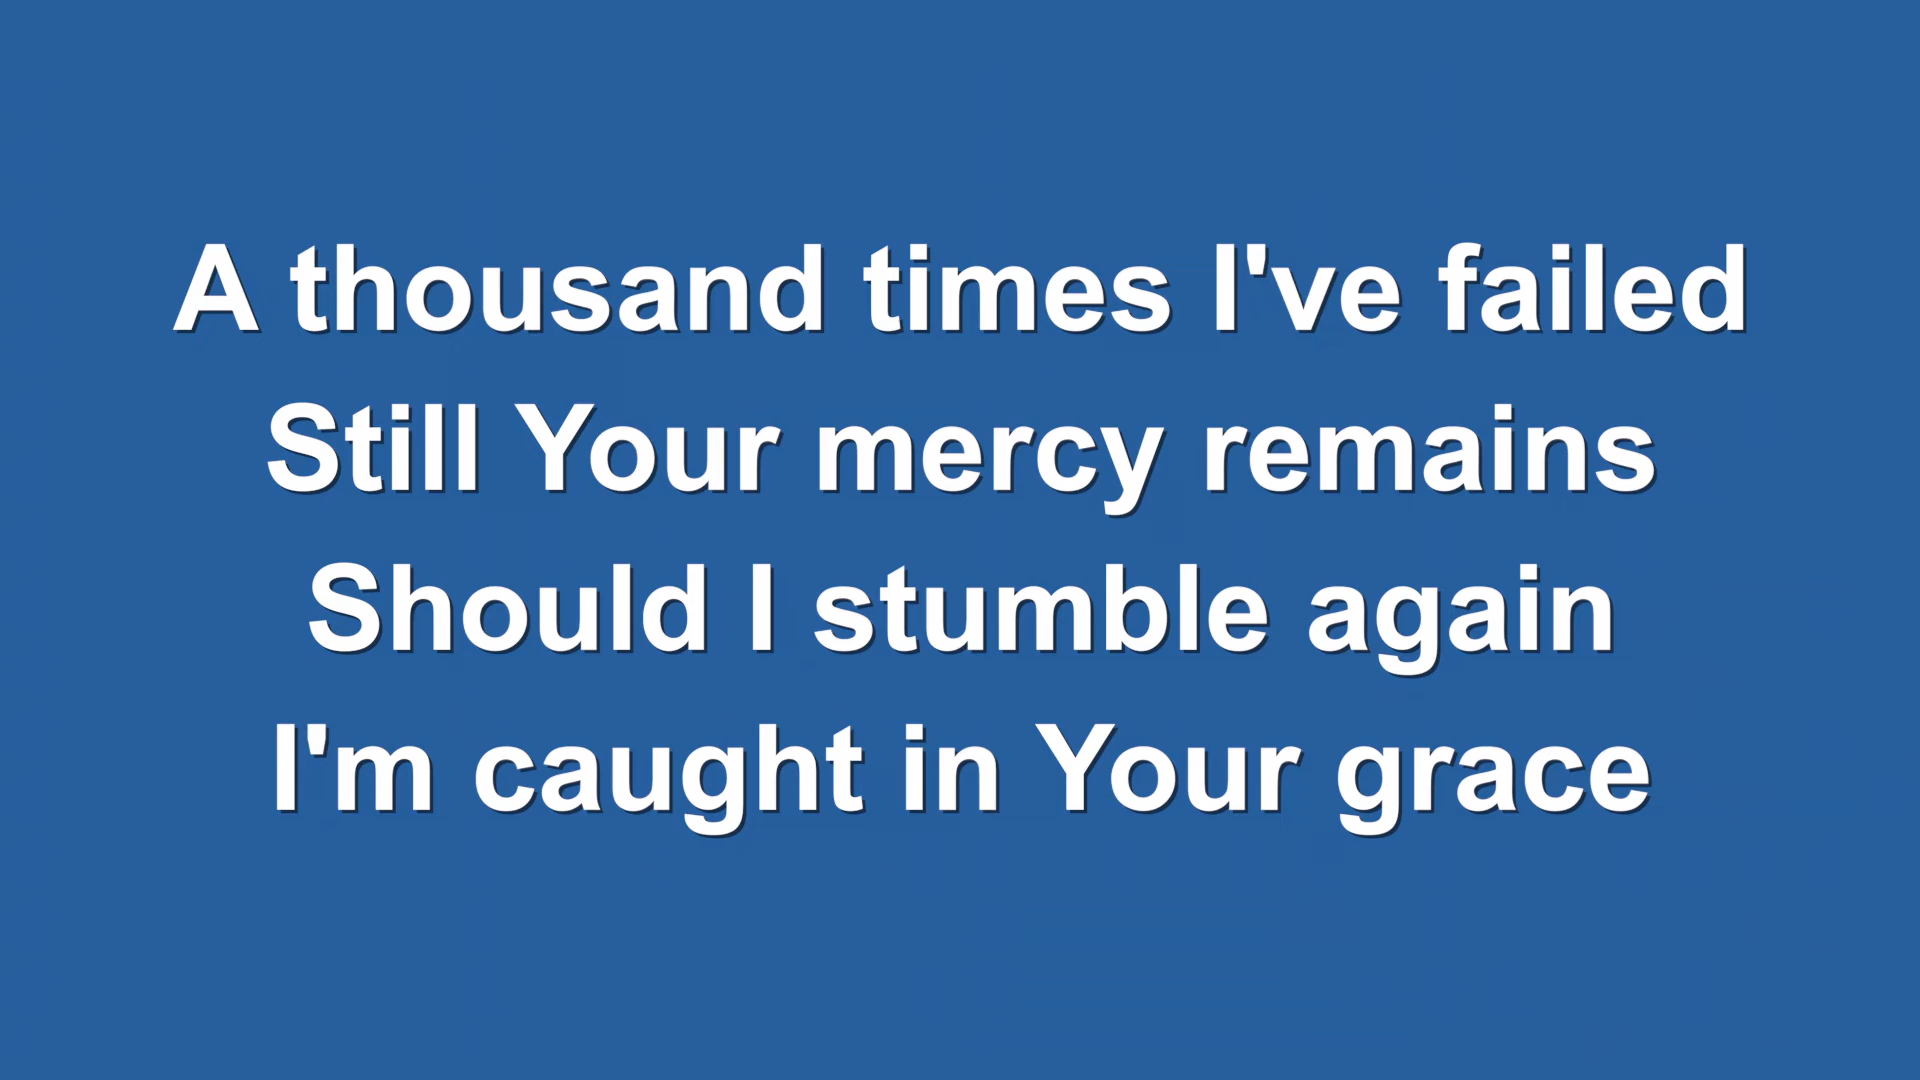 A thousand times I've failed
Still Your mercy remains
Should I stumble again
I'm caught in Your grace